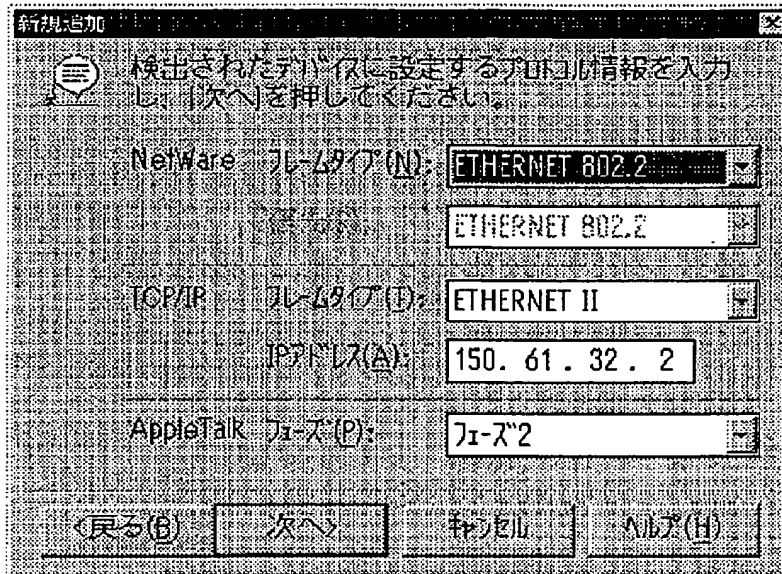 新規追加
検出されたデバイスに設定するプロトコル情報を入力
し、[次へ]を押してください。
NetWare ﾌﾚｰﾑﾀｲﾌﾟ(N): ETHERNET 802.2
ETHERNET 802.2
TCP/IP ﾌﾚｰﾑﾀｲﾌﾟ(T): ETHERNET II
IPｱﾄﾞﾚｽ(A): 150. 61 . 32 . 2
AppleTalk ﾌｪｰｽﾞ(P): ﾌｪｰｽﾞ2
<戻る(B) 次へ> ｷｬﾝｾﾙ ﾍﾙﾌﾟ(H)